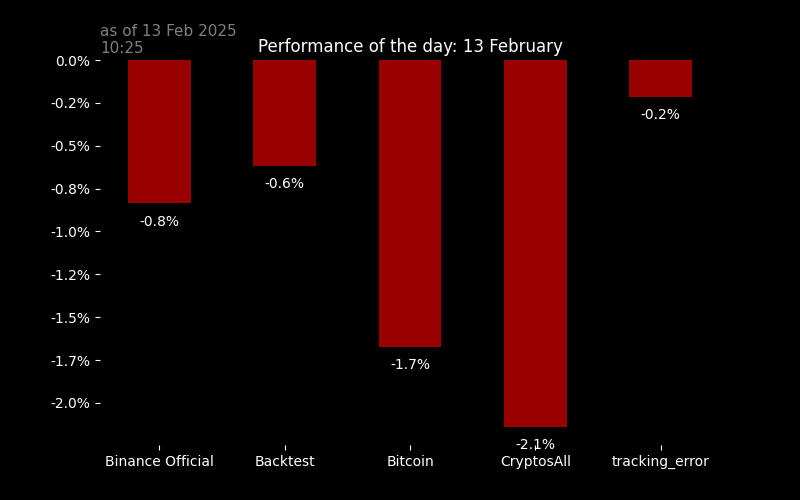 as of 13 Feb 2025
10:25
Performance of the day: 13 February
0.0%
-0.2%
-0.5%
-0.8%
-1.0%
-1.2%
-1.5%
-1.7%
-2.0%
-0.8%
-0.6%
-1.7%
-2.1%
-0.2%
Binance Official
Backtest
Bitcoin
CryptosAll
tracking_error